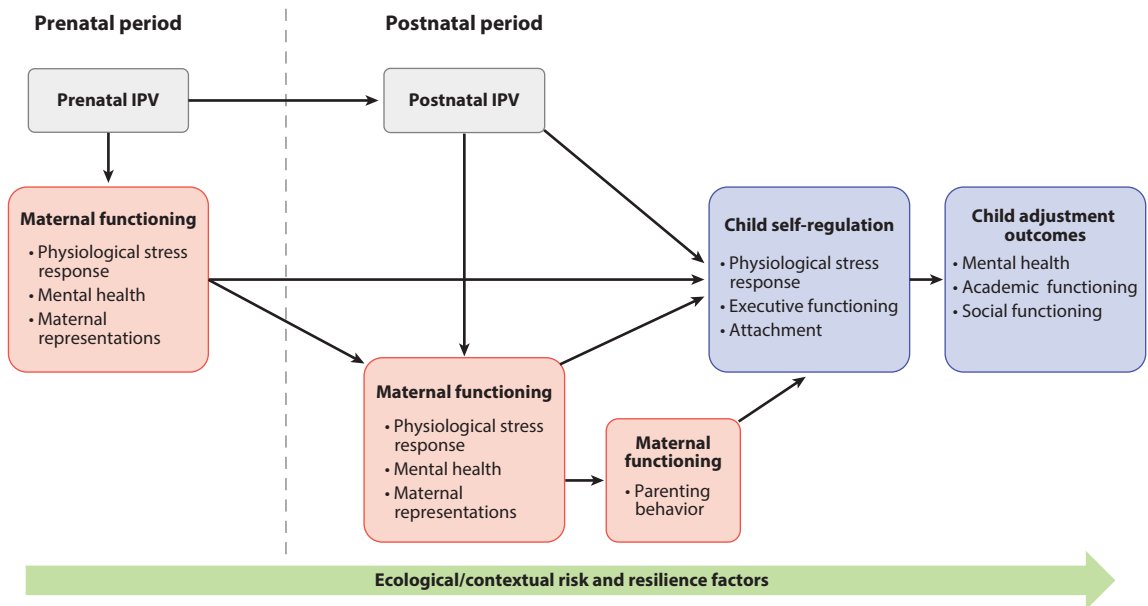 Prenatal period
Postnatal period
Prenatal IPV
Postnatal IPV
Maternal functioning
• Physiological stress
response
• Mental health
• Maternal
representations
Maternal functioning
• Physiological stress
response
• Mental health
• Maternal
representations
Maternal
functioning
• Parenting
behavior
Child self-regulation
• Physiological stress
response
• Executive functioning
• Attachment
Child adjustment
outcomes
• Mental health
• Academic functioning
• Social functioning
Ecological/contextual risk and resilience factors